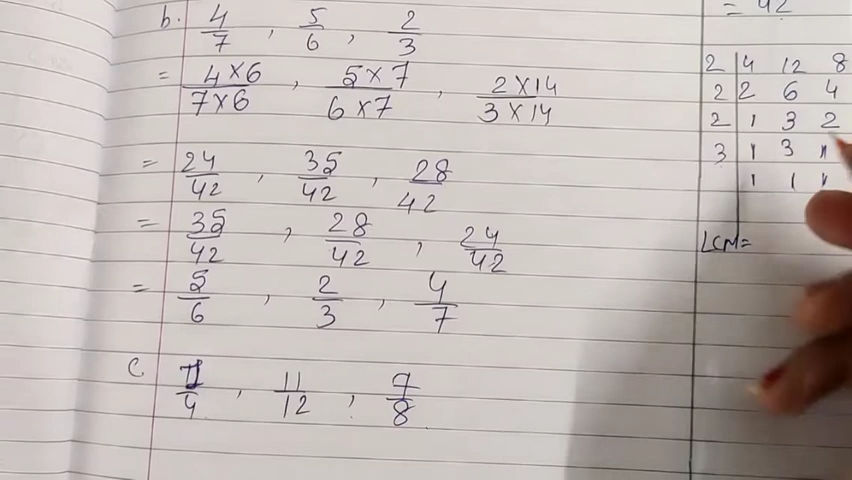 b. 4/7 , 5/6 , 2/3
= 4×6/7×6 , 5×7/6×7 , 2×14/3×14
= 24/42 , 35/42 , 28/42
= 35/42 , 28/42 , 24/42
= 5/6 , 2/3 , 4/7
c. /4 , 11/12 , 7/8
= 42
2 | 4 12 8
2 | 2 6 4
2 | 1 3 2
3 | 1 3 1
1 1 1
LCM=